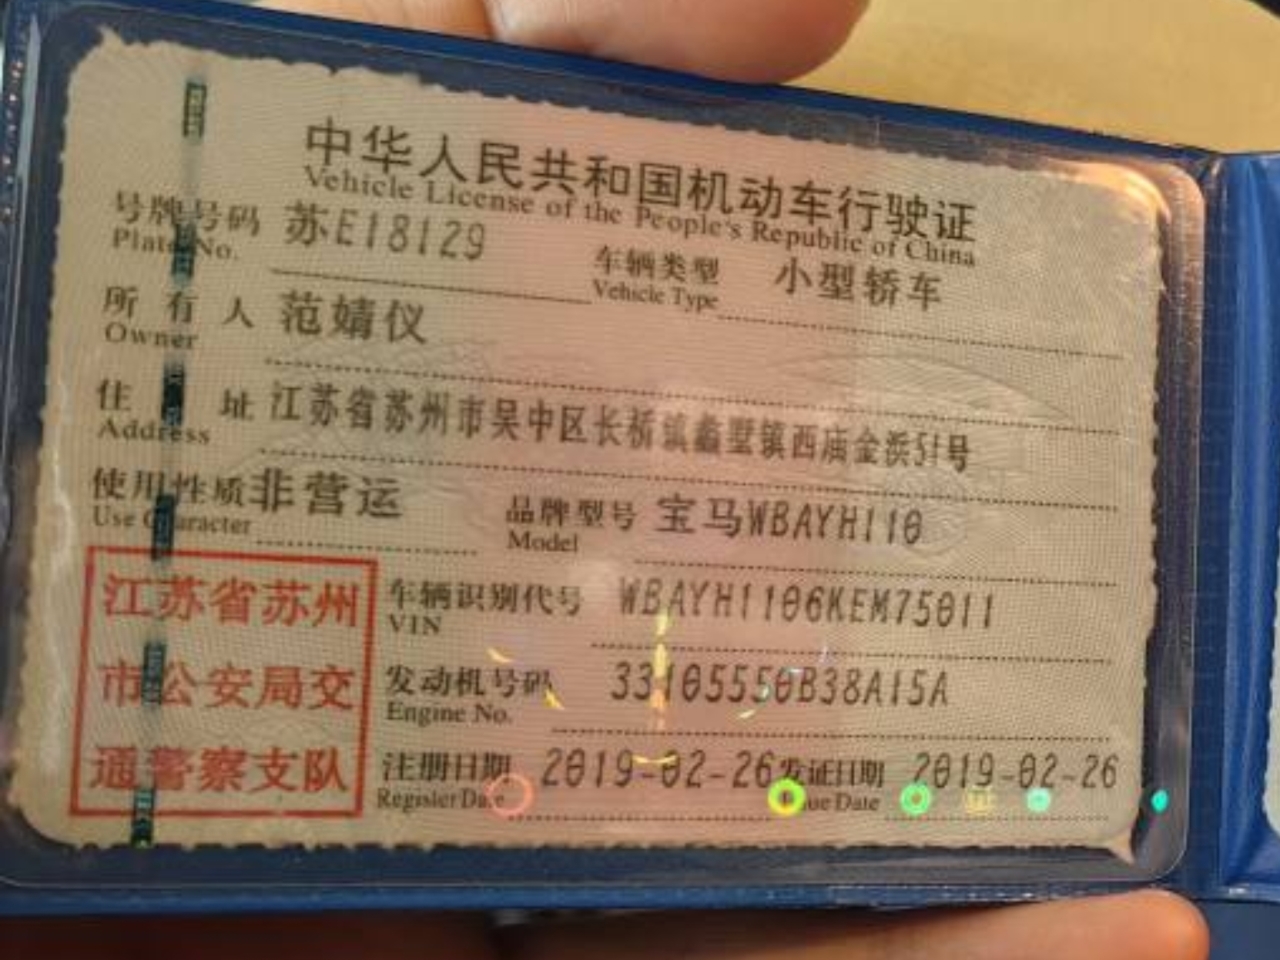 中华人民共和国机动车行驶证
Vehicle License of the People's Republic of China
号牌号码 苏E18129 车辆类型 小型轿车
Plate No. Vehicle Type
所有人 范婧仪
Owner
住址 江苏省苏州市吴中区长桥镇蠡墅镇西庙金浜51号
Address
使用性质 非营运 品牌型号 宝马WBAYH110
Use Character Model
江苏省苏州
市公安局交
通警察支队
车辆识别代号 WBAYH1106KEM75011
VIN
发动机号码 33105550B38A15A
Engine No.
注册日期 2019-02-26 发证日期 2019-02-26
Register Date Issue Date